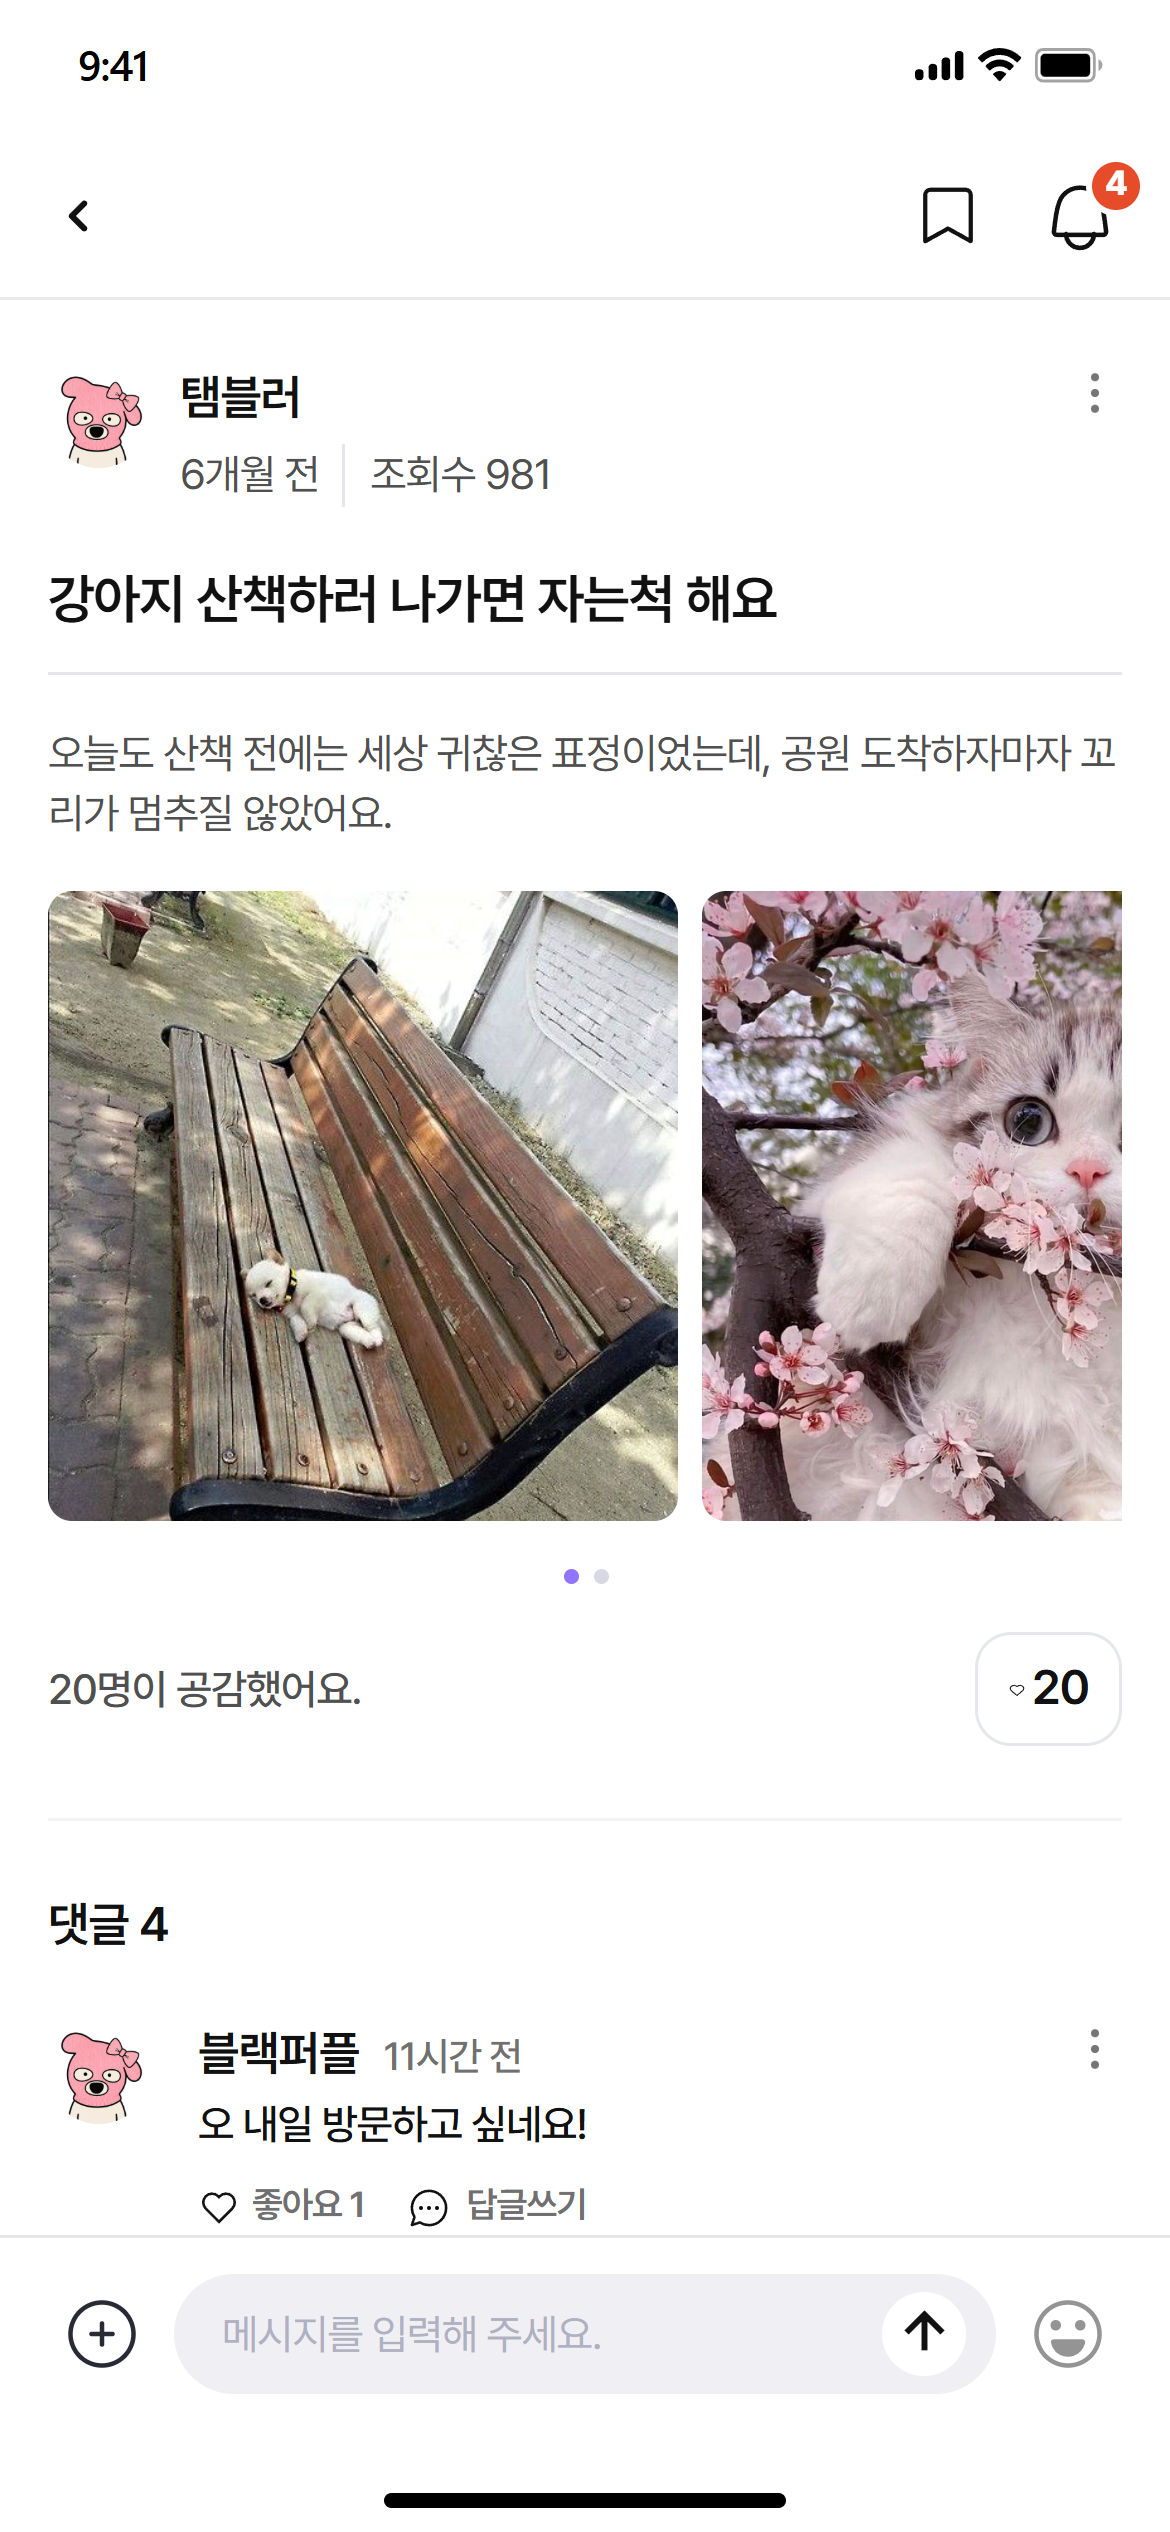 9:41
4
탬블러
6개월 전 조회수 981
강아지 산책하러 나가면 자는척 해요
오늘도 산책 전에는 세상 귀찮은 표정이었는데, 공원 도착하자마자 꼬
리가 멈추질 않았어요.
20명이 공감했어요.
20
댓글 4
블랙퍼플 11시간 전
오 내일 방문하고 싶네요!
좋아요 1 답글쓰기
메시지를 입력해 주세요.